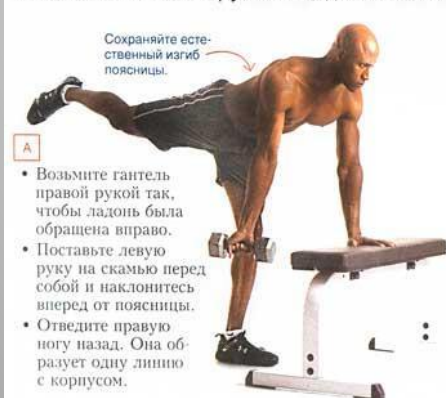 Сохраняйте есте-
ственный изгиб
поясницы.
A
• Возьмите гантель
правой рукой так,
чтобы ладонь была
обращена вправо.
• Поставьте левую
руку на скамью перед
собой и наклонитесь
вперед от поясницы.
• Отведите правую
ногу назад. Она об-
разует одну линию
с корпусом.